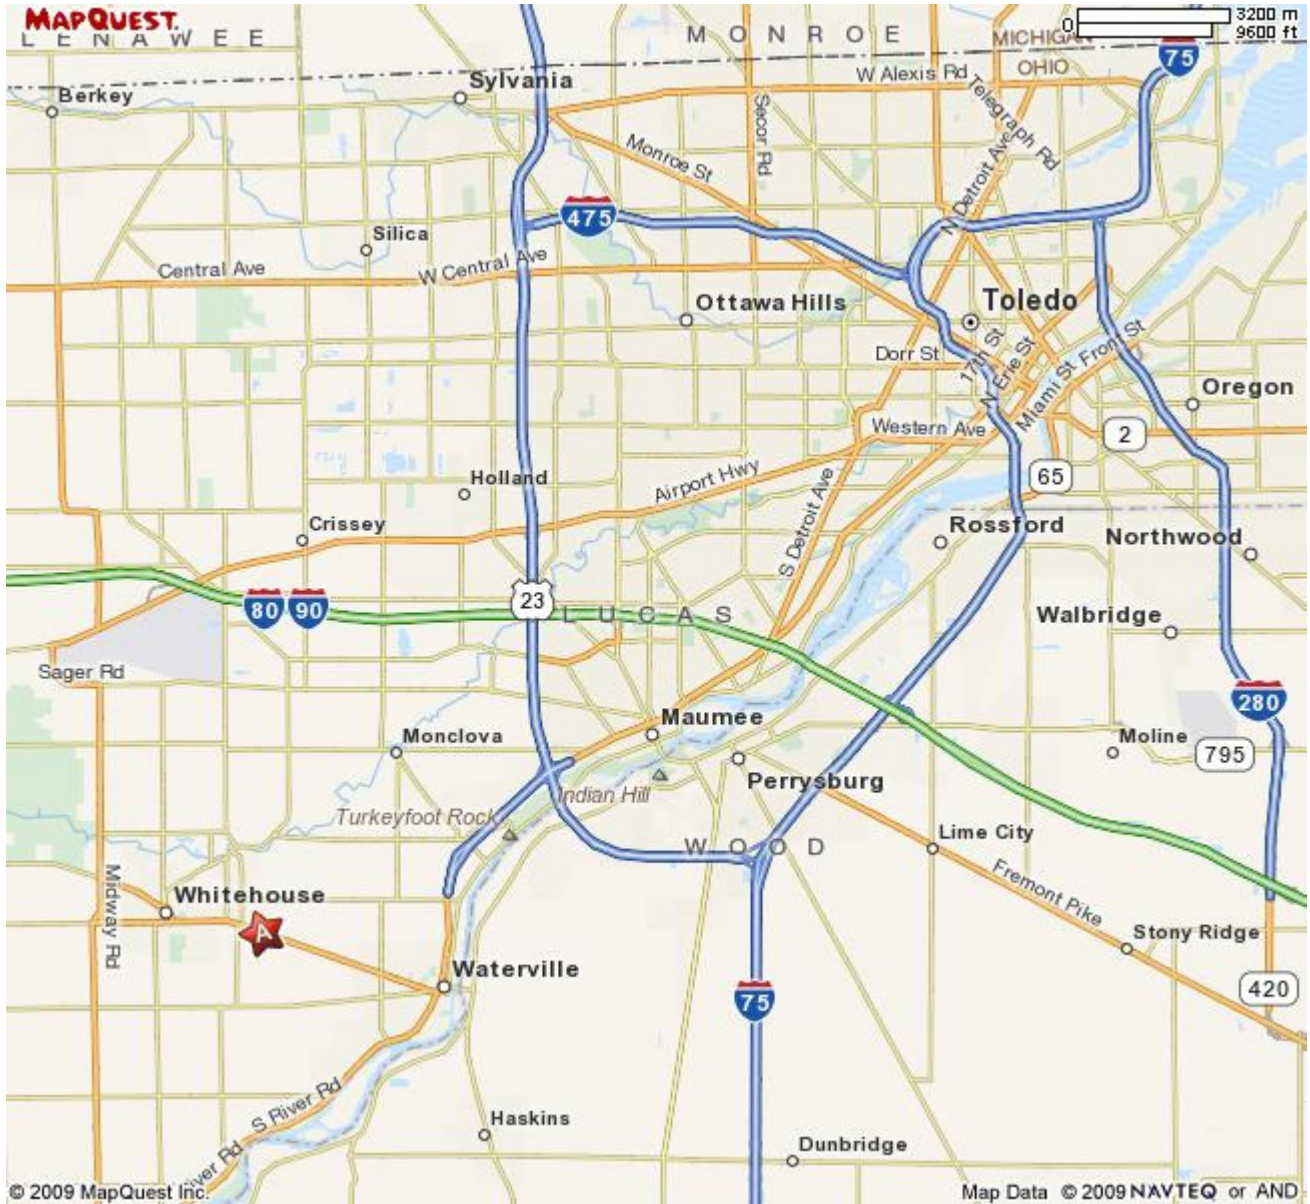 MAPQUEST
3200 m
0
9600 ft
L E N A W E E
M O N R O E
MICHIGAN
OHIO
75
W Alexis Rd
Sylvania
Berkey
Secor Rd
Telegraph Rd
Monroe St
N Detroit Ave
475
Silica
Central Ave
W Central Ave
Ottawa Hills
Toledo
Dorr St
17th St
N Erie St
Miami St
Front St
Oregon
Western Ave
2
Holland
Airport Hwy
65
Crissey
S Detroit Ave
Rossford
Northwood
80
90
23
L U C A S
Walbridge
Sager Rd
280
Maumee
Monclova
Moline
795
Perrysburg
Indian Hill
Turkeyfoot Rock
W O O D
Lime City
Midway Rd
Whitehouse
Fremont Pike
A
Stony Ridge
Waterville
75
420
S River Rd
Haskins
Dunbridge
River Rd
© 2009 MapQuest Inc.
Map Data © 2009 NAVTEQ or AND